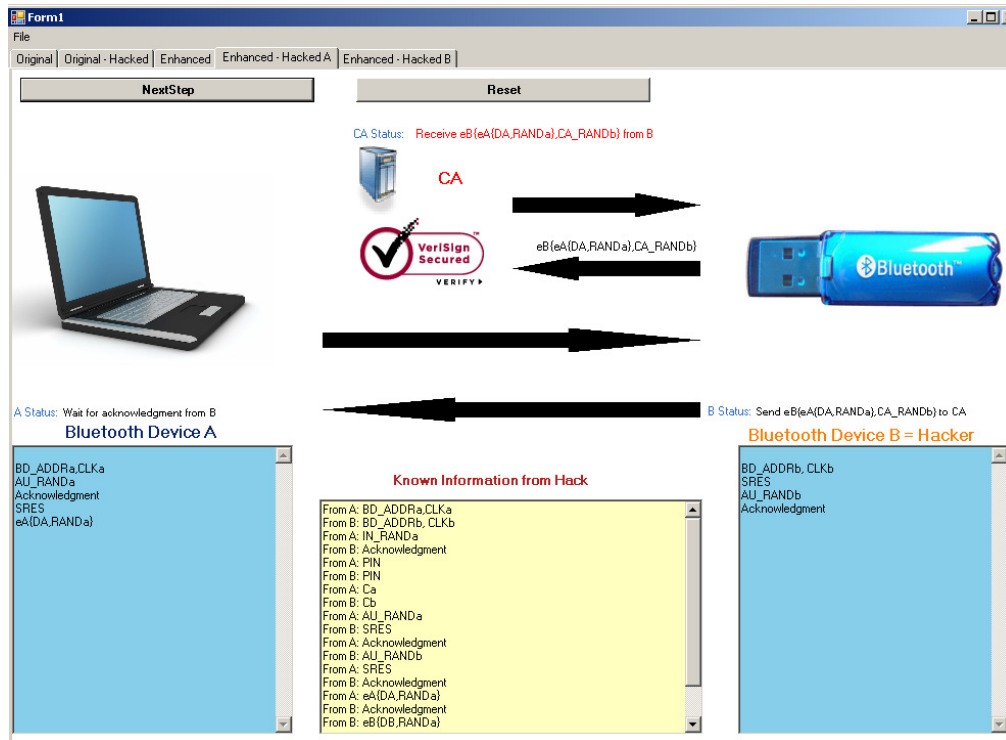 Form1
File
Original Original - Hacked Enhanced Enhanced - Hacked A Enhanced - Hacked B
NextStep Reset
CA Status: Receive eB{eA{DA,RANDa},CA_RANDb} from B
CA
VeriSign
Secured
VERIFY
™
eB{eA{DA,RANDa},CA_RANDb}
Bluetooth™
A Status: Wait for acknowledgment from B
Bluetooth Device A
B Status: Send eB{eA{DA,RANDa},CA_RANDb} to CA
Bluetooth Device B = Hacker
BD_ADDRa,CLKa
AU_RANDa
Acknowledgment
SRES
eA{DA,RANDa}
Known Information from Hack
From A: BD_ADDRa,CLKa
From B: BD_ADDRb, CLKb
From A: IN_RANDa
From B: Acknowledgment
From A: PIN
From B: PIN
From A: Ca
From B: Cb
From A: AU_RANDa
From B: SRES
From A: Acknowledgment
From B: AU_RANDb
From A: SRES
From B: Acknowledgment
From A: eA{DA,RANDa}
From B: Acknowledgment
From B: eB{DB,RANDa}
BD_ADDRb, CLKb
SRES
AU_RANDb
Acknowledgment